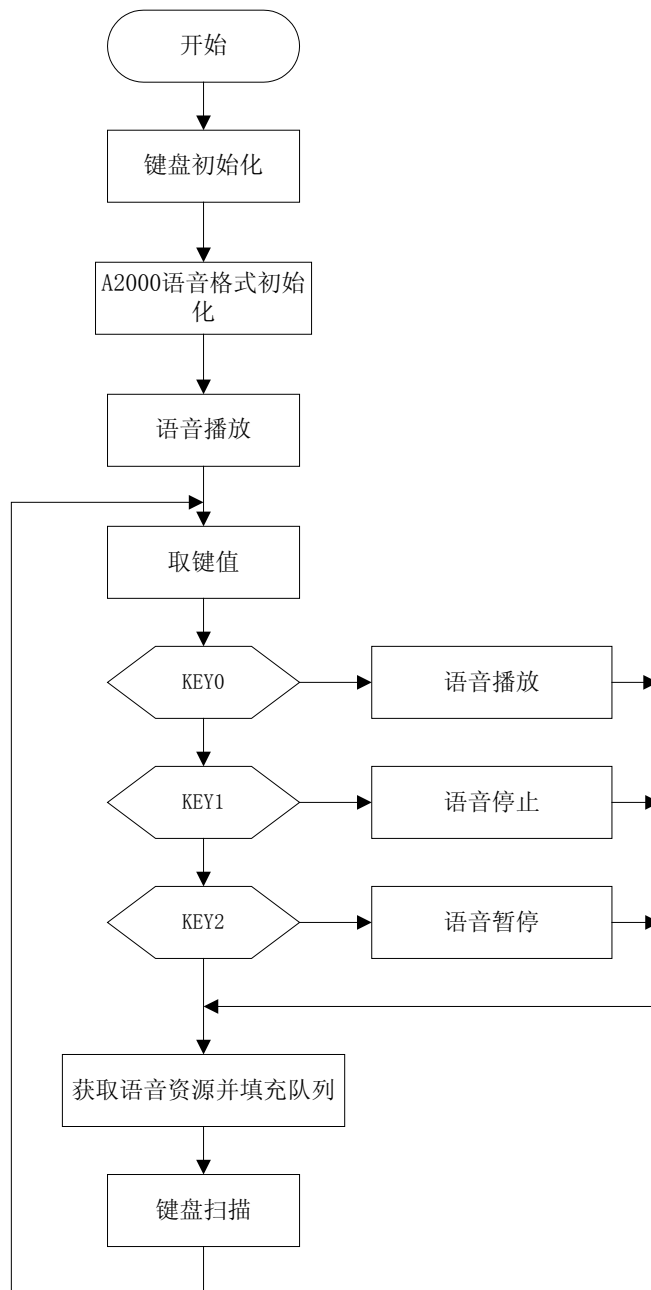 开始
键盘初始化
A2000语音格式初始
化
语音播放
取键值
KEY0
语音播放
KEY1
语音停止
KEY2
语音暂停
获取语音资源并填充队列
键盘扫描